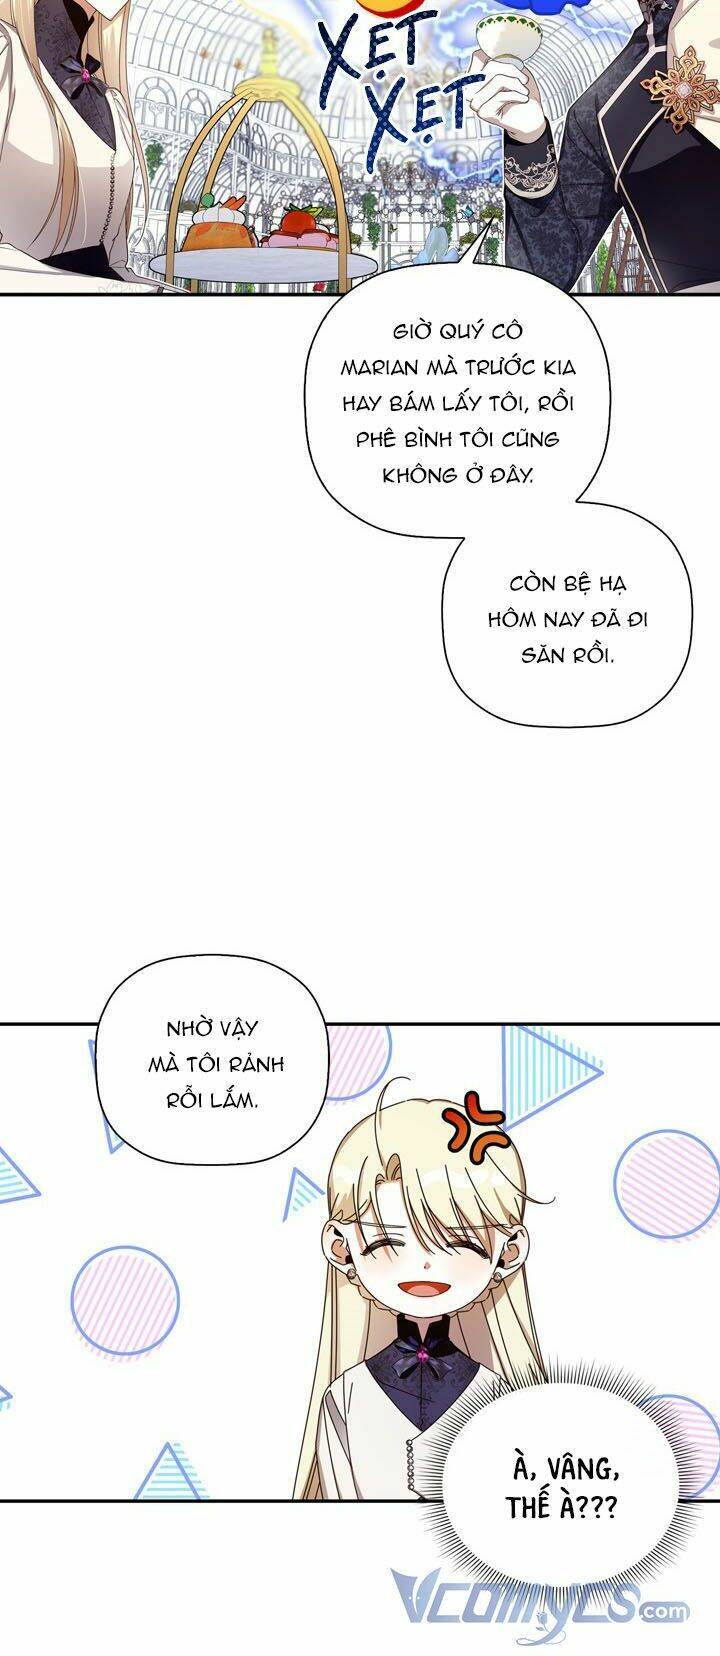 XẸT
XẸT
GIỜ QUÝ CÔ
MARIAN MÀ TRƯỚC KIA
HAY BÁM LẤY TÔI, RỒI
PHÊ BÌNH TÔI CŨNG
KHÔNG Ở ĐÂY.
CÒN BỆ HẠ
HÔM NAY ĐÃ ĐI
SĂN RỒI.
NHỜ VẬY
MÀ TÔI RẢNH
RỖI LẮM.
À, VÂNG,
THẾ À???
VCOMYCS.com